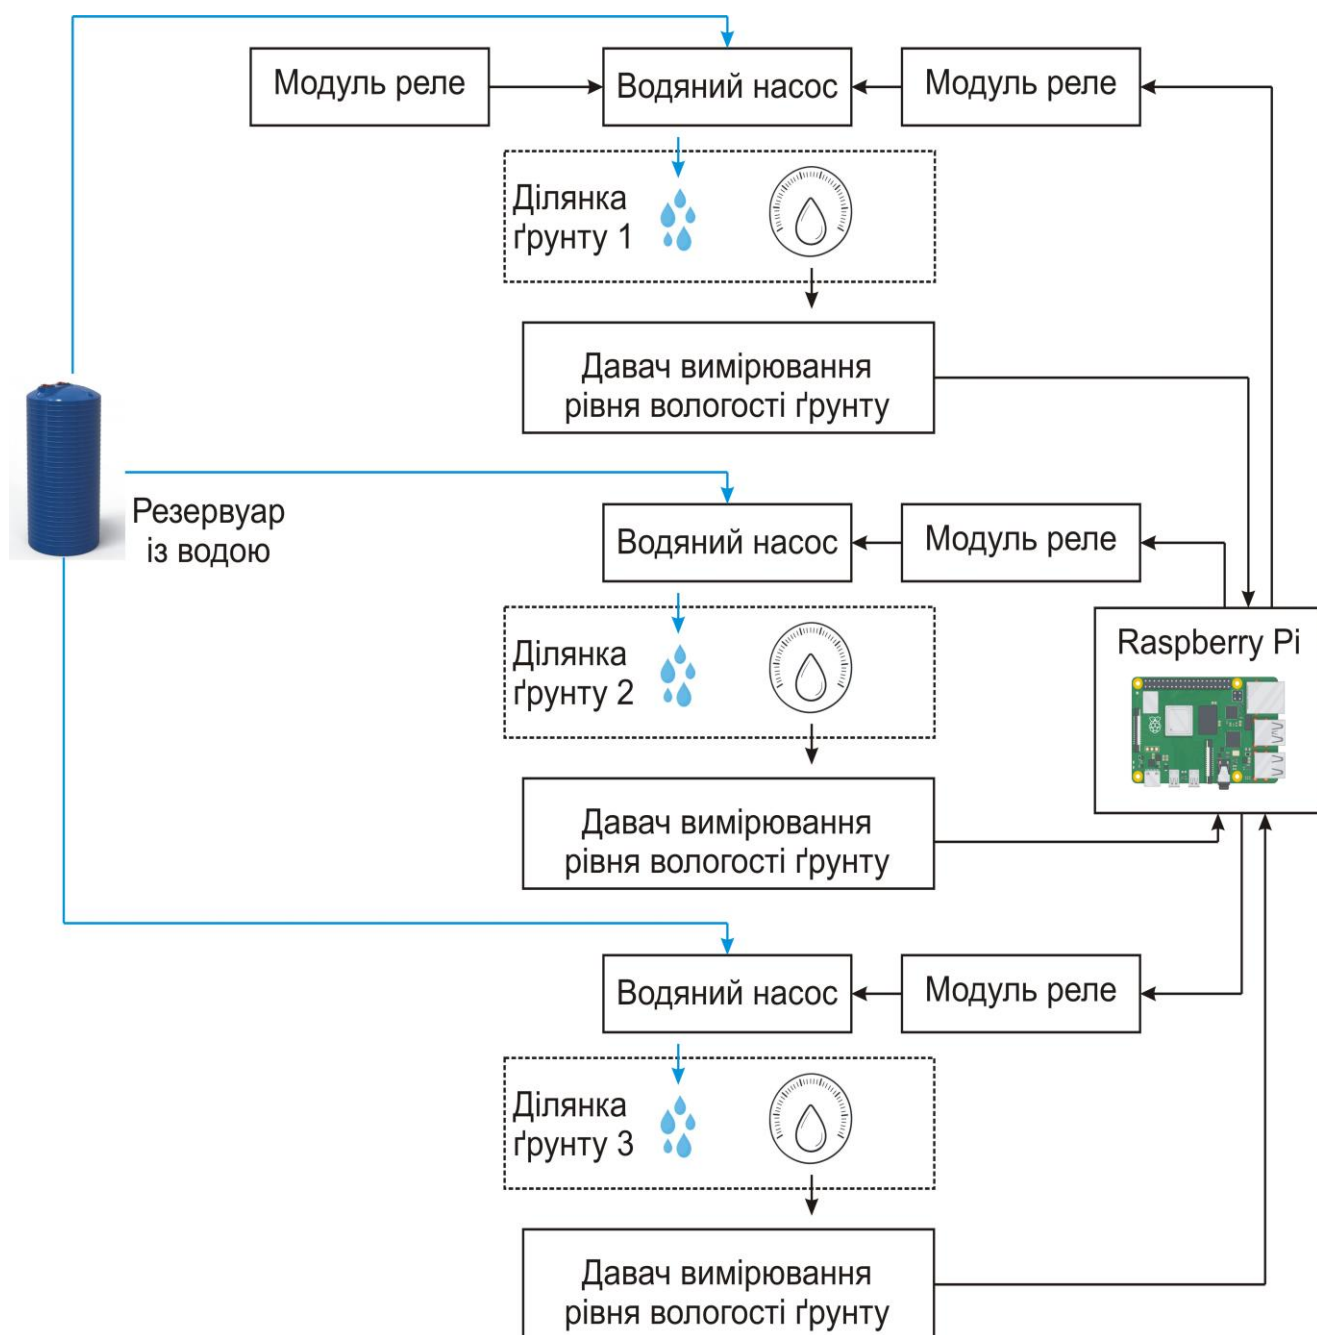 Модуль реле
Водяний насос
Модуль реле
Ділянка
ґрунту 1
Давач вимірювання
рівня вологості ґрунту
Резервуар
із водою
Водяний насос
Модуль реле
Ділянка
ґрунту 2
Raspberry Pi
Давач вимірювання
рівня вологості ґрунту
Водяний насос
Модуль реле
Ділянка
ґрунту 3
Давач вимірювання
рівня вологості ґрунту